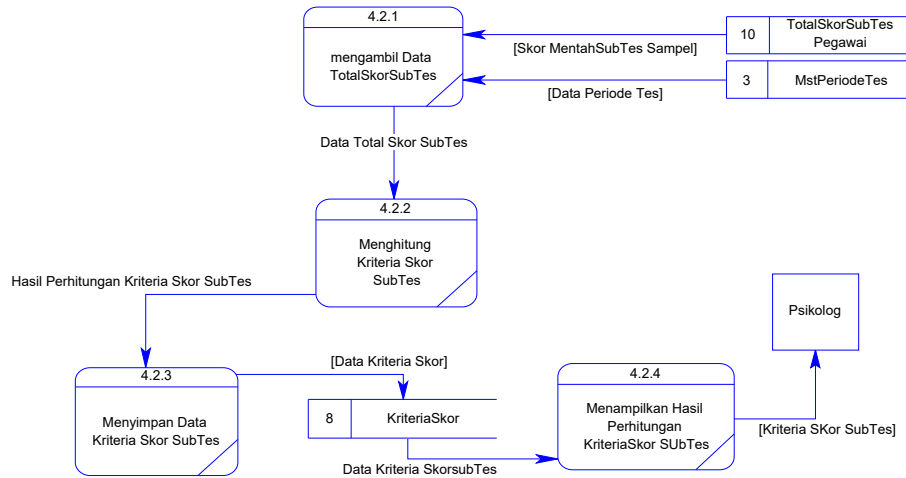 4.2.1
mengambil Data
TotalSkorSubTes
[Skor MentahSubTes Sampel]
10
TotalSkorSubTes
Pegawai
[Data Periode Tes]
3
MstPeriodeTes
Data Total Skor SubTes
4.2.2
Menghitung
Kriteria Skor
SubTes
Hasil Perhitungan Kriteria Skor SubTes
Psikolog
4.2.3
Menyimpan Data
Kriteria Skor SubTes
[Data Kriteria Skor]
8
KriteriaSkor
Data Kriteria SkorsubTes
4.2.4
Menampilkan Hasil
Perhitungan
KriteriaSkor SUbTes
[Kriteria SKor SubTes]